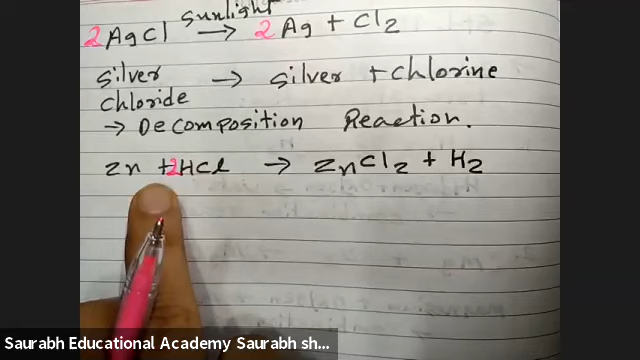 sunlight
2AgCl → 2Ag + Cl2
silver → silver + chlorine
chloride
→ Decomposition Reaction.
Zn + 2HCl → ZnCl2 + H2
Saurabh Educational Academy Saurabh sh...